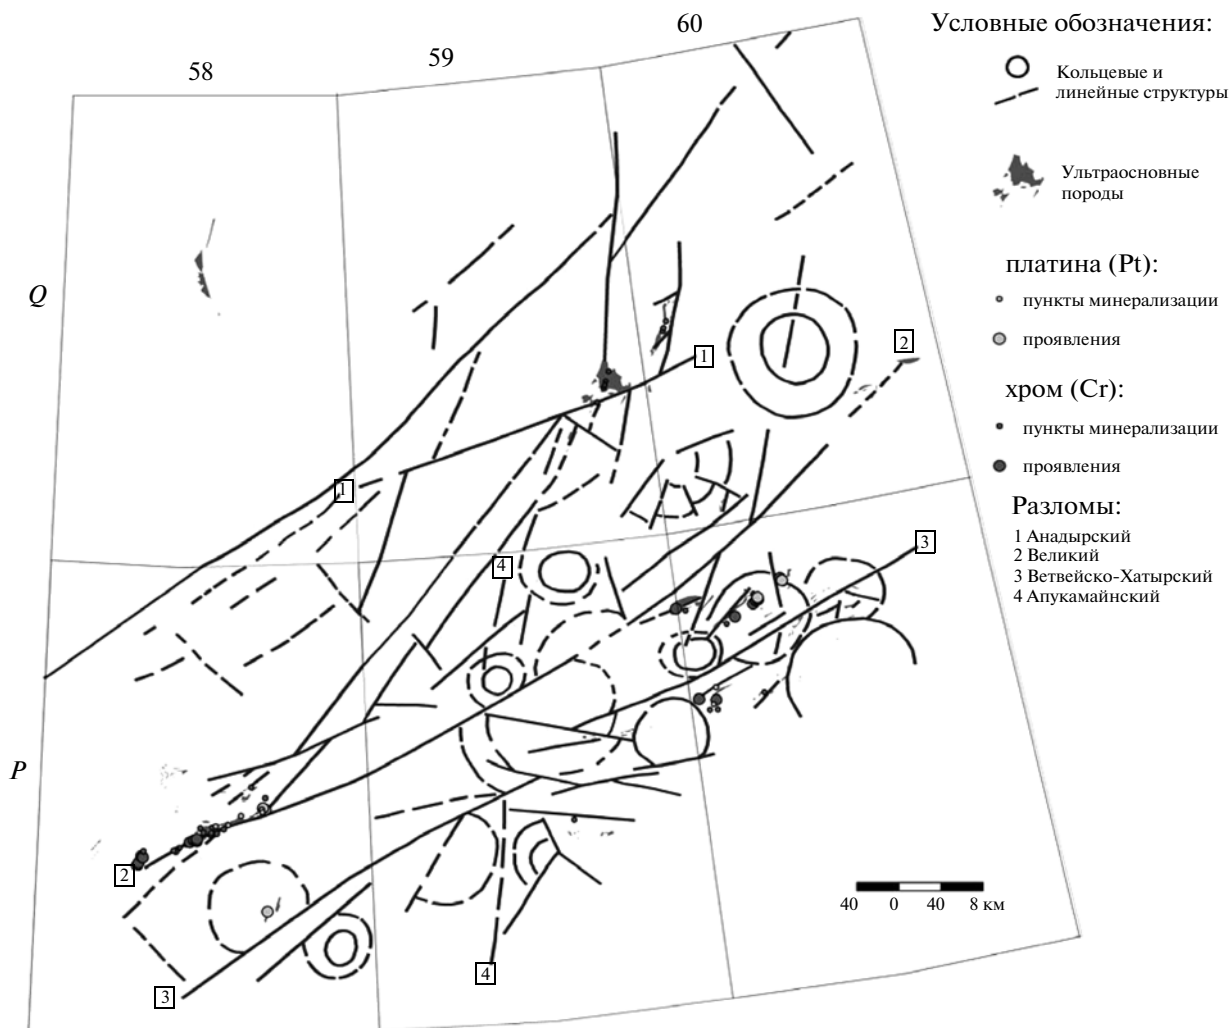 58
59
60
Q
P
1
1
2
2
3
3
4
4
40 0 40 8 км
Условные обозначения:
Кольцевые и
линейные структуры
Ультраосновные
породы
платина (Pt):
пункты минерализации
проявления
хром (Cr):
пункты минерализации
проявления
Разломы:
1 Анадырский
2 Великий
3 Ветвейско-Хатырский
4 Апукамайнский